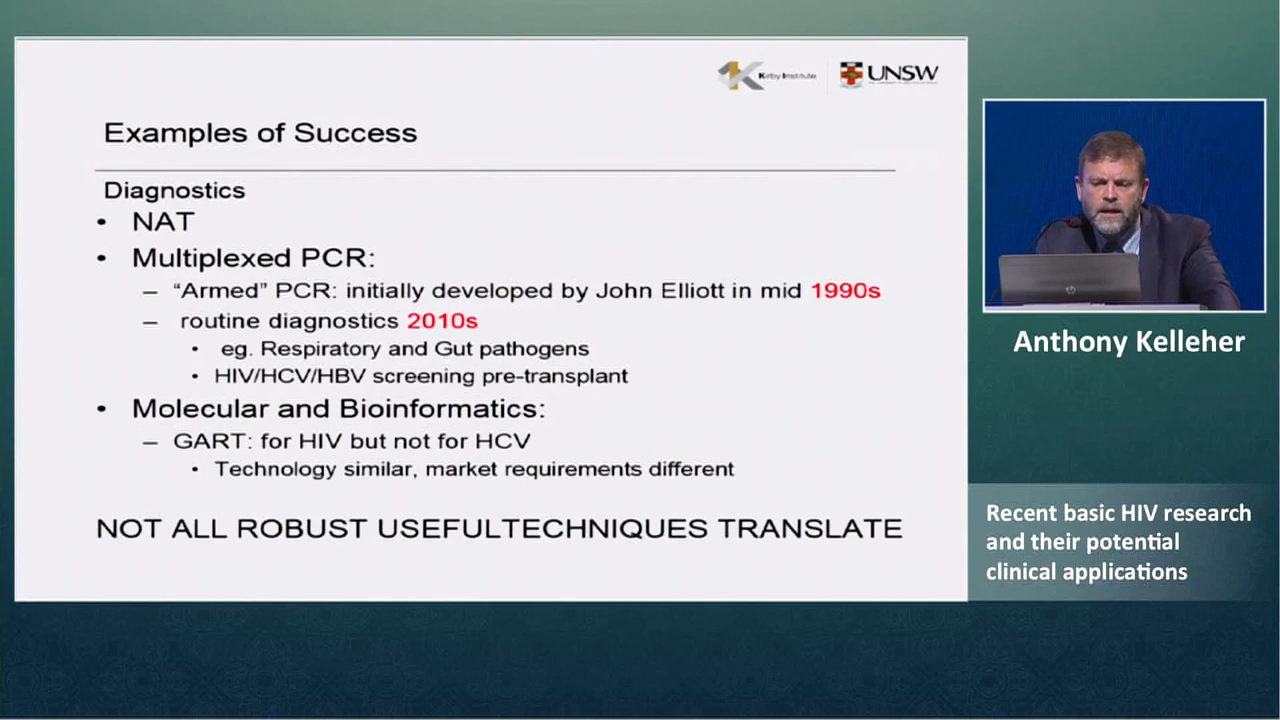 Kirby Institute
UNSW
Examples of Success
Diagnostics
• NAT
• Multiplexed PCR:
– “Armed” PCR: initially developed by John Elliott in mid 1990s
– routine diagnostics 2010s
• eg. Respiratory and Gut pathogens
• HIV/HCV/HBV screening pre-transplant
• Molecular and Bioinformatics:
– GART: for HIV but not for HCV
• Technology similar, market requirements different
NOT ALL ROBUST USEFULTECHNIQUES TRANSLATE
hp
Anthony Kelleher
Recent basic HIV research
and their potential
clinical applications